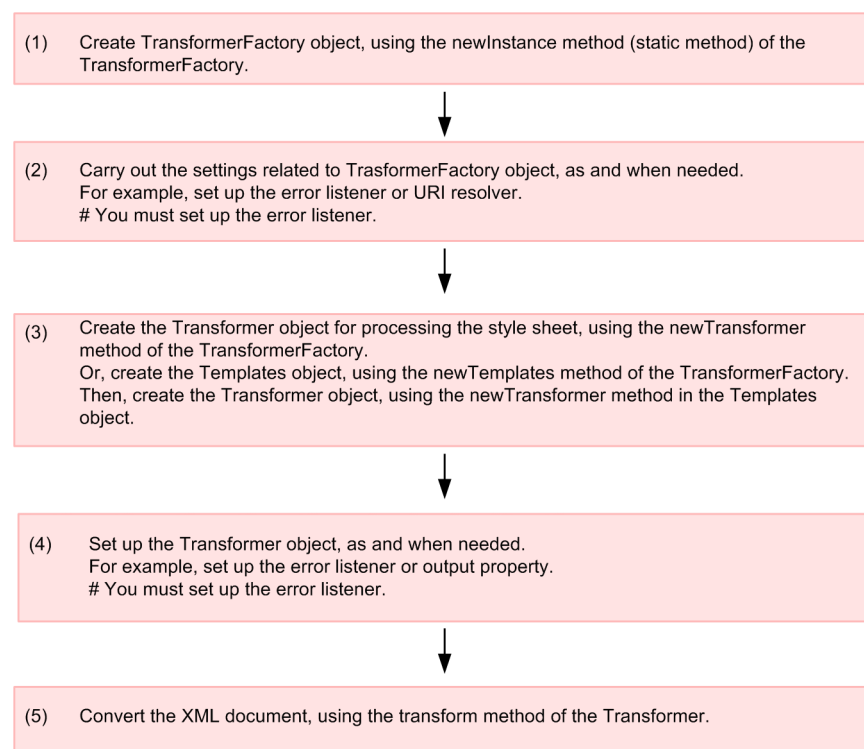 (1) Create TransformerFactory object, using the newInstance method (static method) of the
TransformerFactory.
(2) Carry out the settings related to TrasformerFactory object, as and when needed.
For example, set up the error listener or URI resolver.
# You must set up the error listener.
(3) Create the Transformer object for processing the style sheet, using the newTransformer
method of the TransformerFactory.
Or, create the Templates object, using the newTemplates method of the TransformerFactory.
Then, create the Transformer object, using the newTransformer method in the Templates
object.
(4) Set up the Transformer object, as and when needed.
For example, set up the error listener or output property.
# You must set up the error listener.
(5) Convert the XML document, using the transform method of the Transformer.